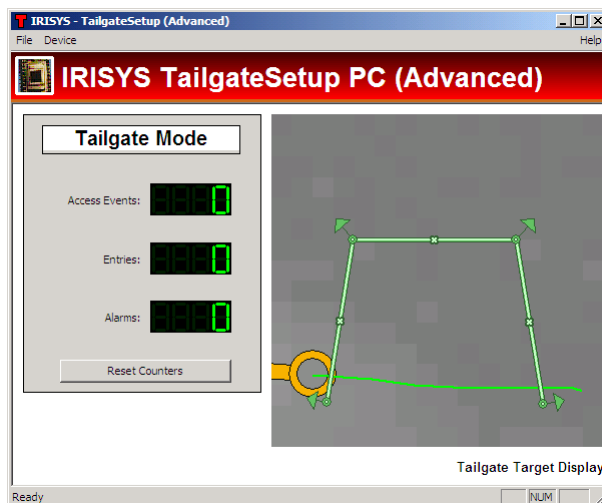 IRISYS - TailgateSetup (Advanced)
File Device Help
IRISYS TailgateSetup PC (Advanced)
Tailgate Mode
Access Events: 0
Entries: 0
Alarms: 0
Reset Counters
Tailgate Target Display
Ready NUM